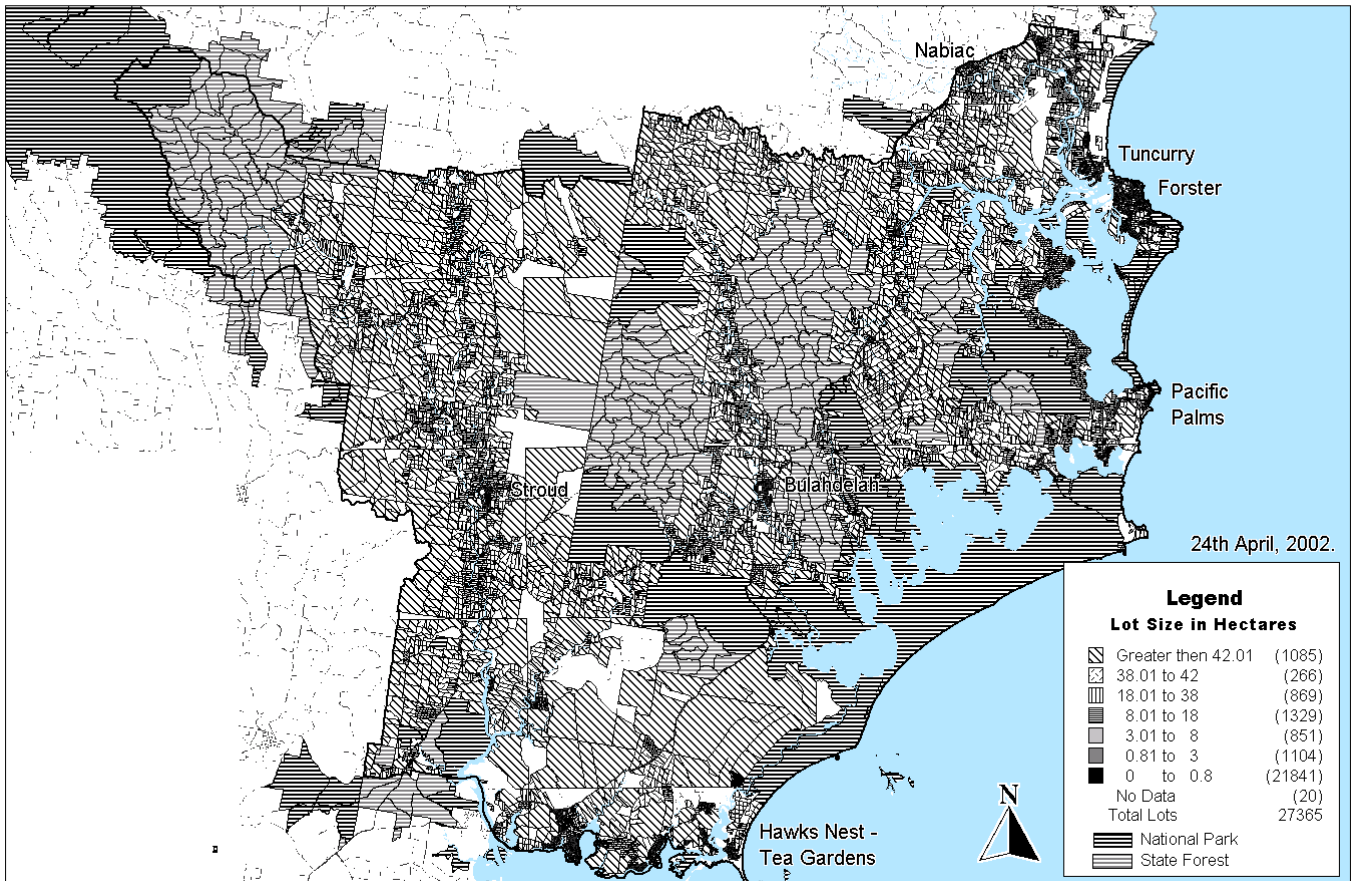 Nabiac
Tuncurry
Forster
Pacific
Palms
Stroud
Bulahdelah
24th April, 2002.
Legend
Lot Size in Hectares
Greater then 42.01 (1085)
38.01 to 42 (266)
18.01 to 38 (869)
8.01 to 18 (1329)
3.01 to 8 (851)
0.81 to 3 (1104)
0 to 0.8 (21841)
No Data (20)
Total Lots 27365
National Park
State Forest
N
Hawks Nest -
Tea Gardens